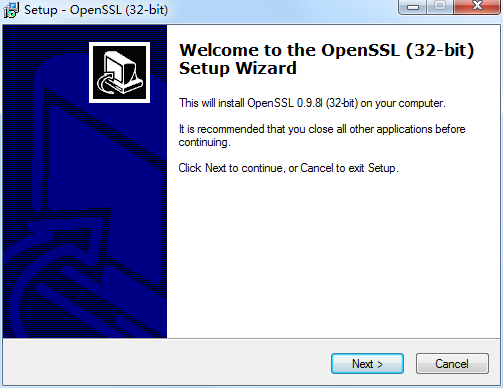 Setup - OpenSSL (32-bit)
Welcome to the OpenSSL (32-bit)
Setup Wizard
This will install OpenSSL 0.9.8l (32-bit) on your computer.
It is recommended that you close all other applications before
continuing.
Click Next to continue, or Cancel to exit Setup.
Next >
Cancel